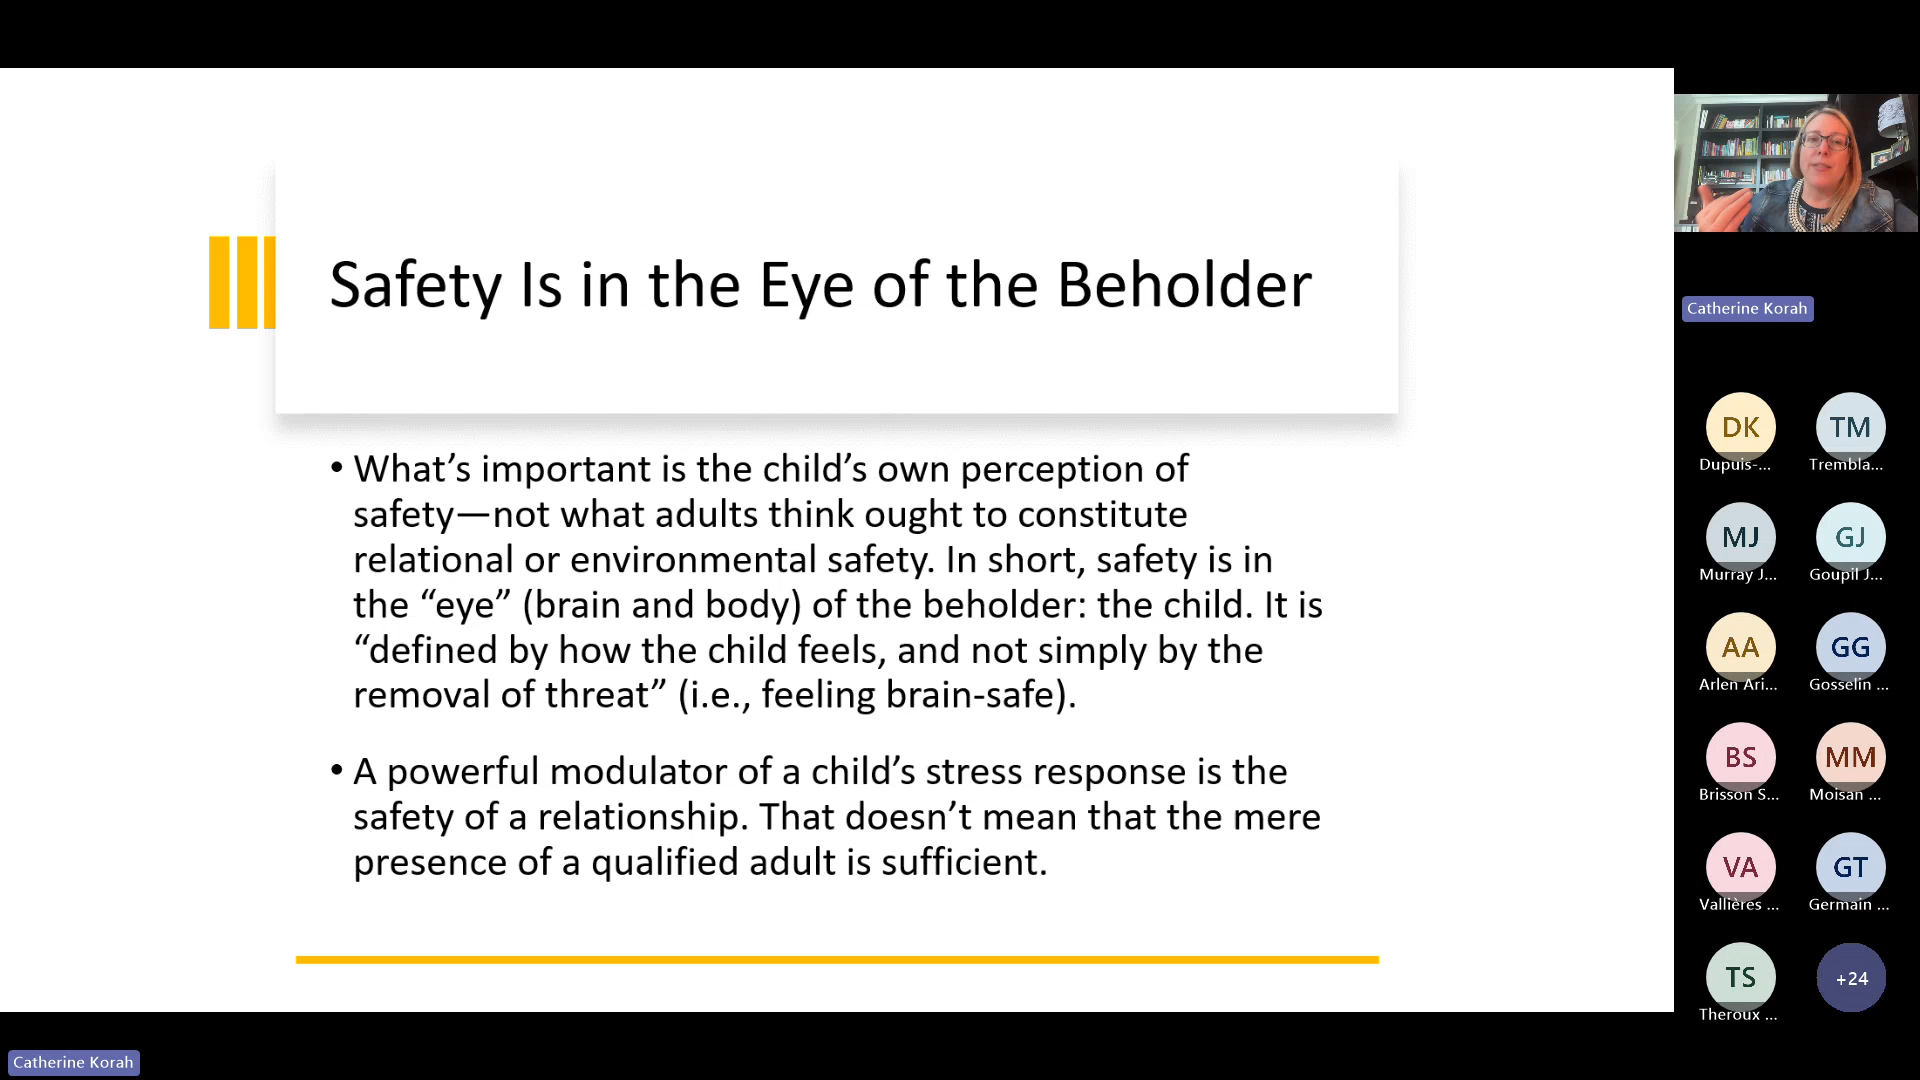 Safety Is in the Eye of the Beholder
• What’s important is the child’s own perception of
safety—not what adults think ought to constitute
relational or environmental safety. In short, safety is in
the “eye” (brain and body) of the beholder: the child. It is
“defined by how the child feels, and not simply by the
removal of threat” (i.e., feeling brain-safe).
• A powerful modulator of a child’s stress response is the
safety of a relationship. That doesn’t mean that the mere
presence of a qualified adult is sufficient.
Catherine Korah
DK
Dupuis-...
TM
Trembla...
MJ
Murray J...
GJ
Goupil J...
AA
Arlen Ari...
GG
Gosselin ...
BS
Brisson S...
MM
Moisan ...
VA
Vallières ...
GT
Germain ...
TS
Theroux ...
+24
Catherine Korah